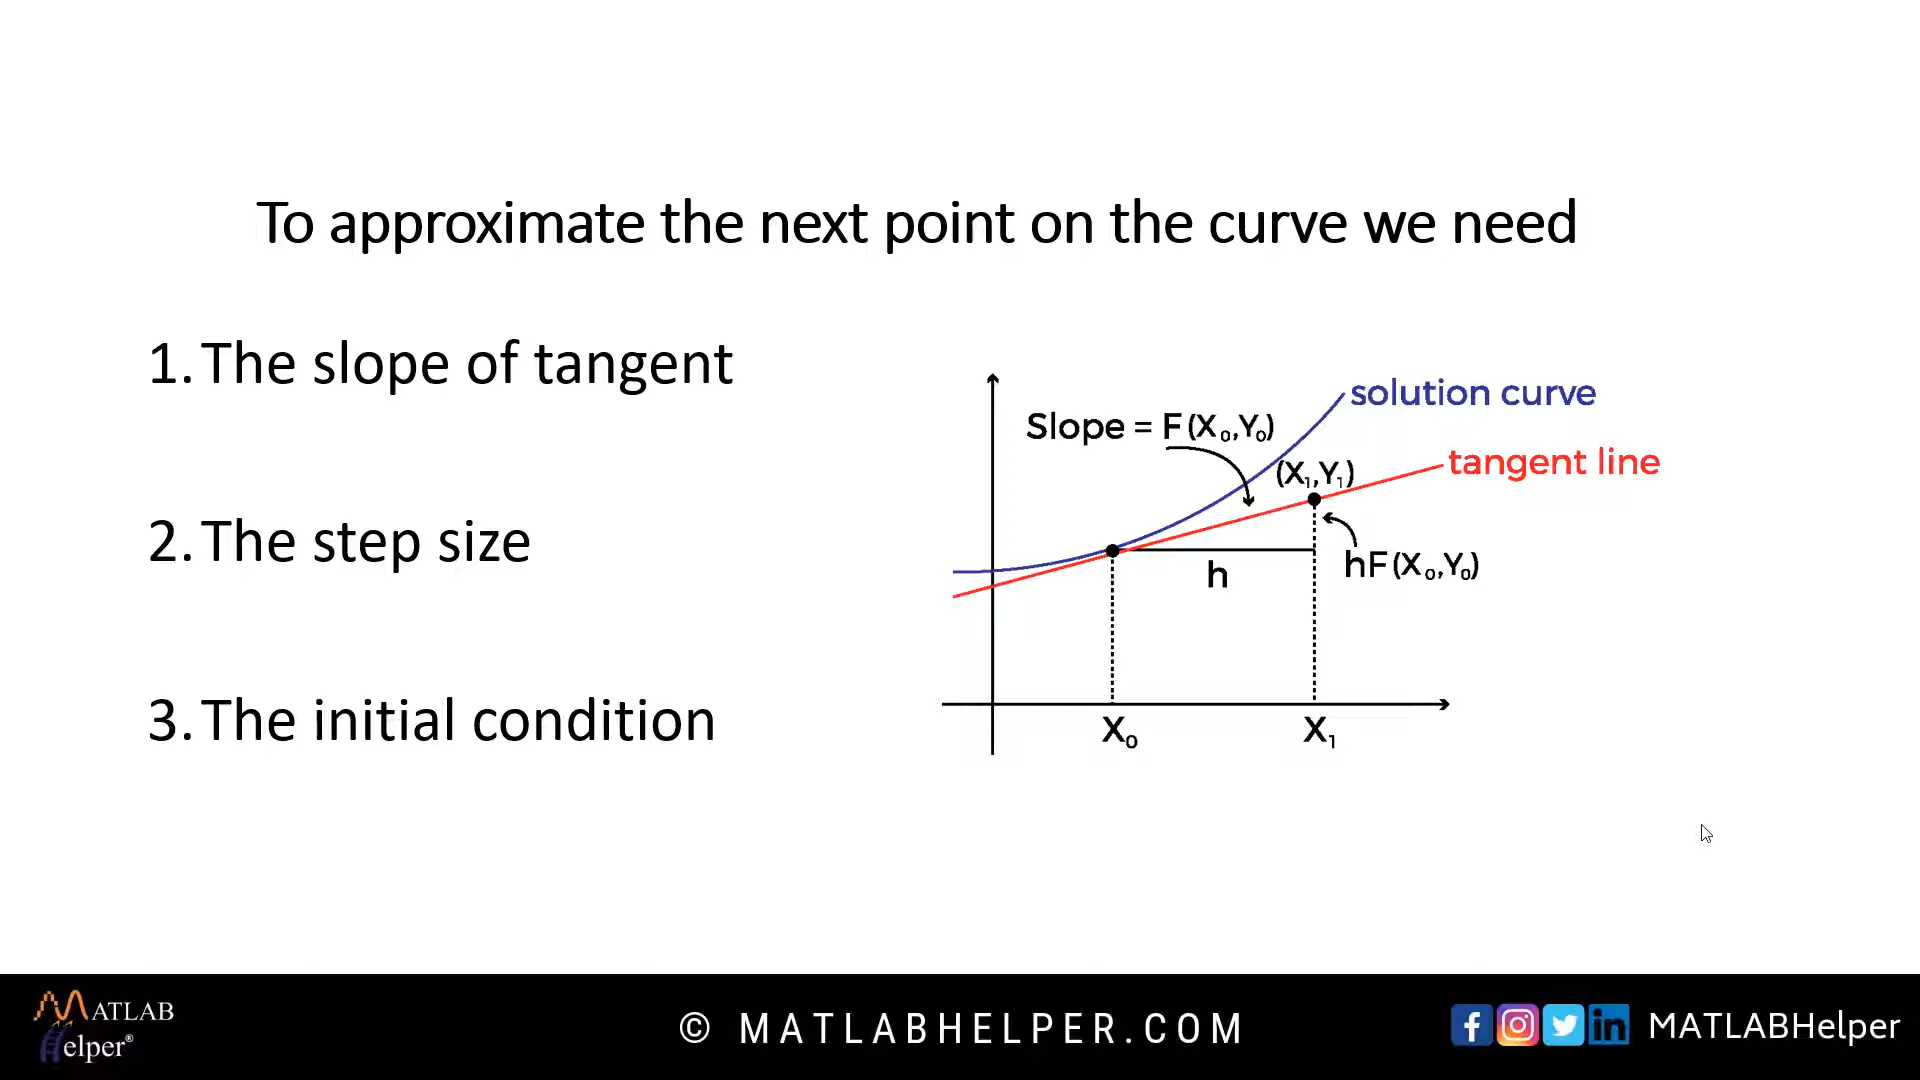 To approximate the next point on the curve we need
1. The slope of tangent
2. The step size
3. The initial condition
solution curve
Slope = F(X₀,Y₀)
tangent line
(X₁,Y₁)
h
hF(X₀,Y₀)
X₀
X₁
MATLAB
Helper®
© MATLABHELPER.COM
MATLABHelper